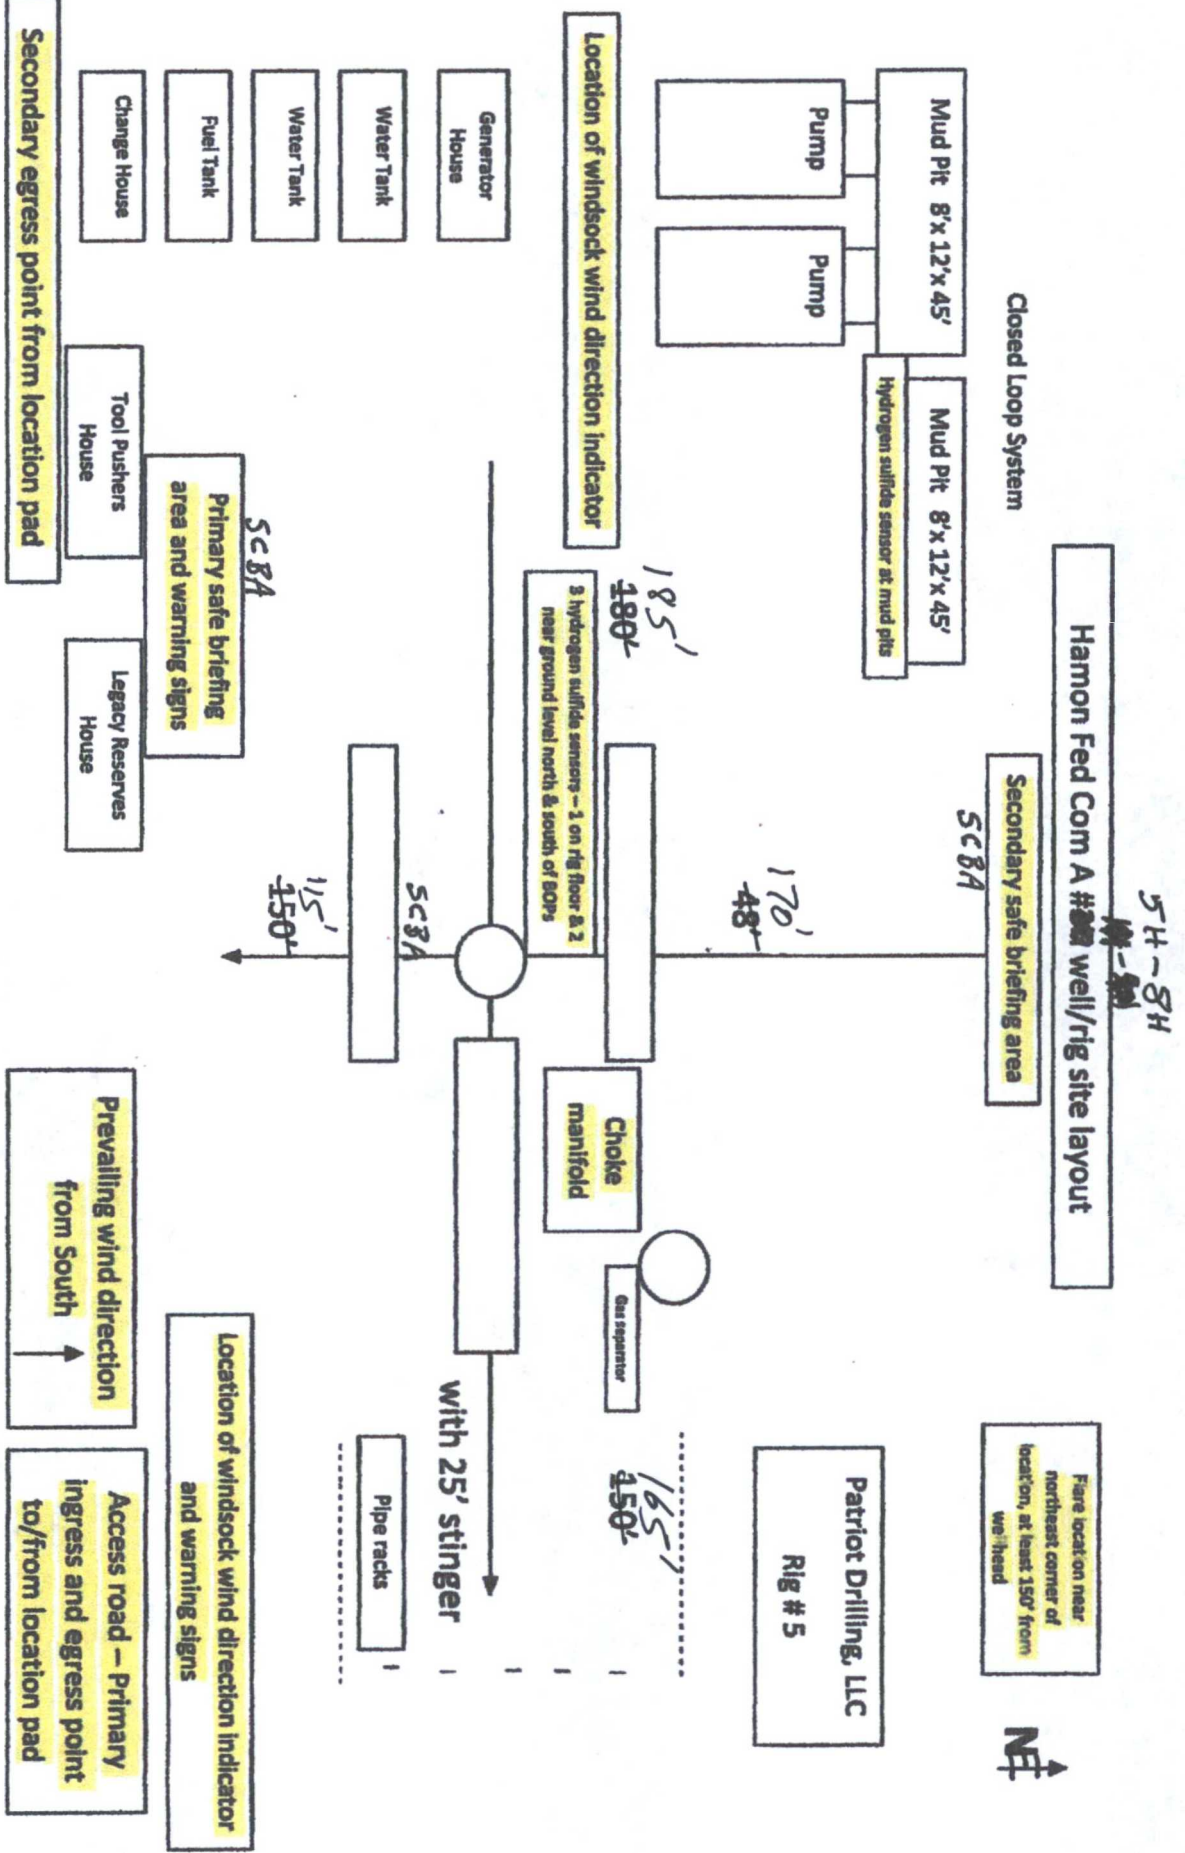 5H-8H
Hamon Fed Com A # well/rig site layout
Closed Loop System
Secondary safe briefing area
SCBA
Flare location near
northeast corner of
location, at least 150' from
wellhead
NE
Mud Pit 8'x 12'x 45'
Mud Pit 8'x 12'x 45'
Hydrogen sulfide sensor at mud pits
Pump
Pump
Patriot Drilling, LLC
Rig # 5
170'
48'
Location of windsock wind direction indicator
185'
180'
3 hydrogen sulfide sensors – 1 on rig floor & 2
near ground level north & south of BOPs
Choke
manifold
Gas separator
165'
150'
Generator
House
with 25' stinger
Water Tank
SCBA
Pipe racks
Water Tank
115'
150'
Fuel Tank
SCBA
Primary safe briefing
area and warning signs
Location of windsock wind direction indicator
and warning signs
Change House
Tool Pushers
House
Legacy Reserves
House
Prevailing wind direction
from South
Access road – Primary
ingress and egress point
to/from location pad
Secondary egress point from location pad